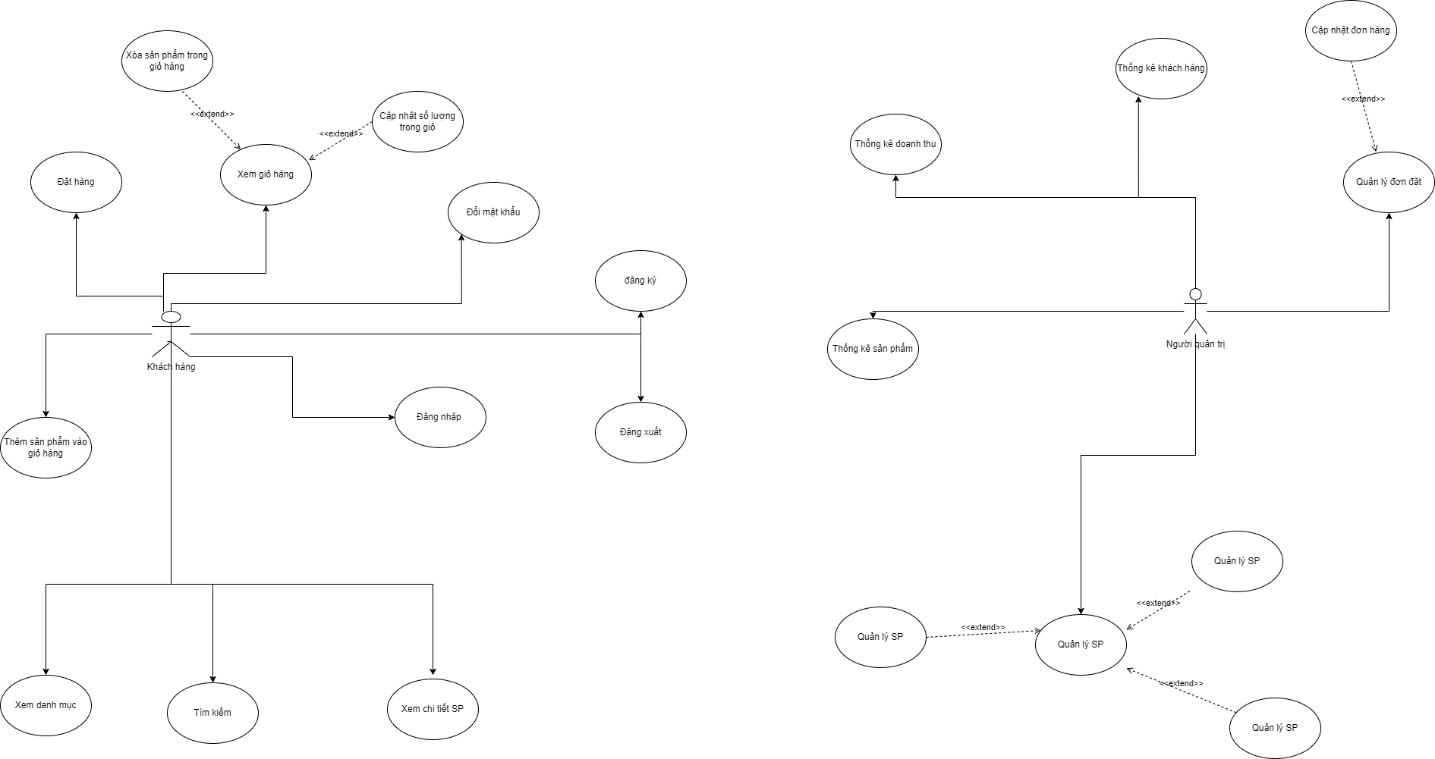 Xóa sản phẩm trong
giỏ hàng
<<extend>>
Cập nhật số lượng
trong giỏ
<<extend>>
Xem giỏ hàng
Đặt hàng
Đổi mật khẩu
đăng ký
Khách hàng
Đăng nhập
Đăng xuất
Thêm sản phẩm vào
giỏ hàng
Xem danh mục
Tìm kiếm
Xem chi tiết SP
Cập nhật đơn hàng
Thống kê khách hàng
<<extend>>
Thống kê doanh thu
Quản lý đơn đặt
Người quản trị
Thống kê sản phẩm
Quản lý SP
<<extend>>
Quản lý SP
<<extend>>
Quản lý SP
<<extend>>
Quản lý SP